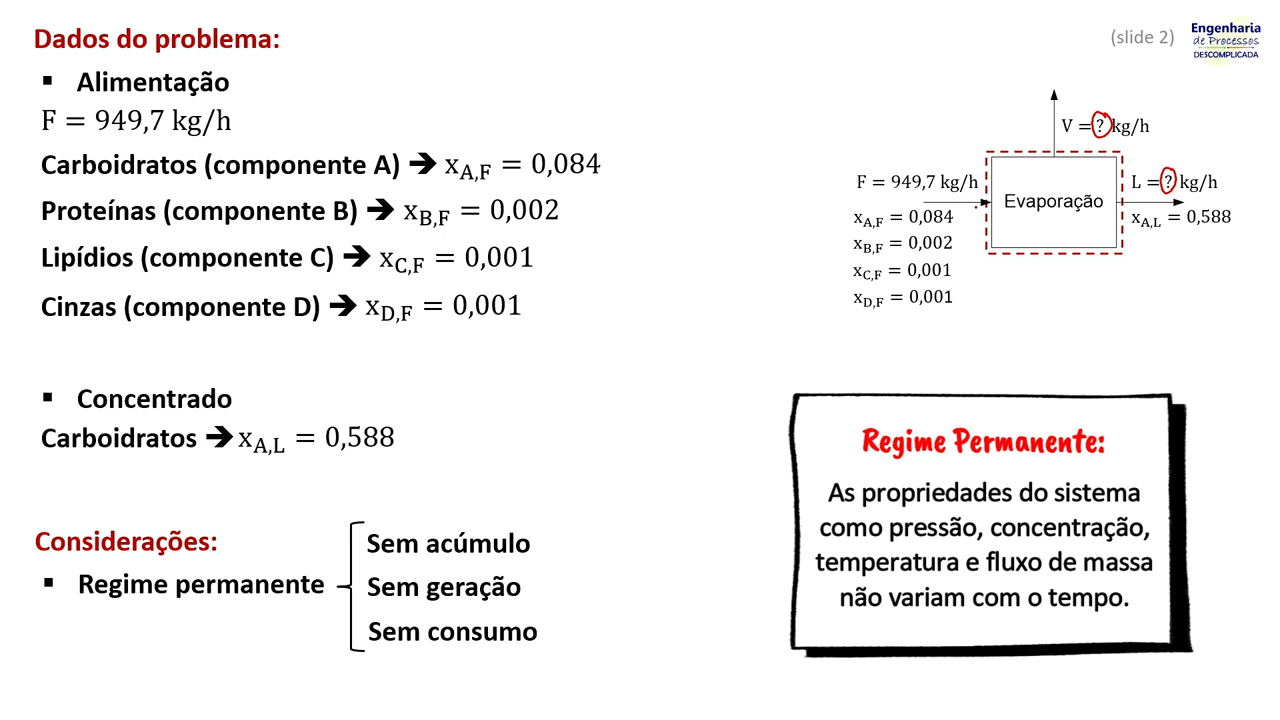 Dados do problema:
(slide 2)
Engenharia
de Processos
DESCOMPLICADA
▪ Alimentação
F = 949,7 kg/h
Carboidratos (componente A) ➔ x_A,F = 0,084
Proteínas (componente B) ➔ x_B,F = 0,002
Lipídios (componente C) ➔ x_C,F = 0,001
Cinzas (componente D) ➔ x_D,F = 0,001
V = ? kg/h
F = 949,7 kg/h
L = ? kg/h
Evaporação
x_A,F = 0,084
x_A,L = 0,588
x_B,F = 0,002
x_C,F = 0,001
x_D,F = 0,001
▪ Concentrado
Carboidratos ➔ x_A,L = 0,588
Considerações:
▪ Regime permanente
Sem acúmulo
Sem geração
Sem consumo
Regime Permanente:
As propriedades do sistema
como pressão, concentração,
temperatura e fluxo de massa
não variam com o tempo.